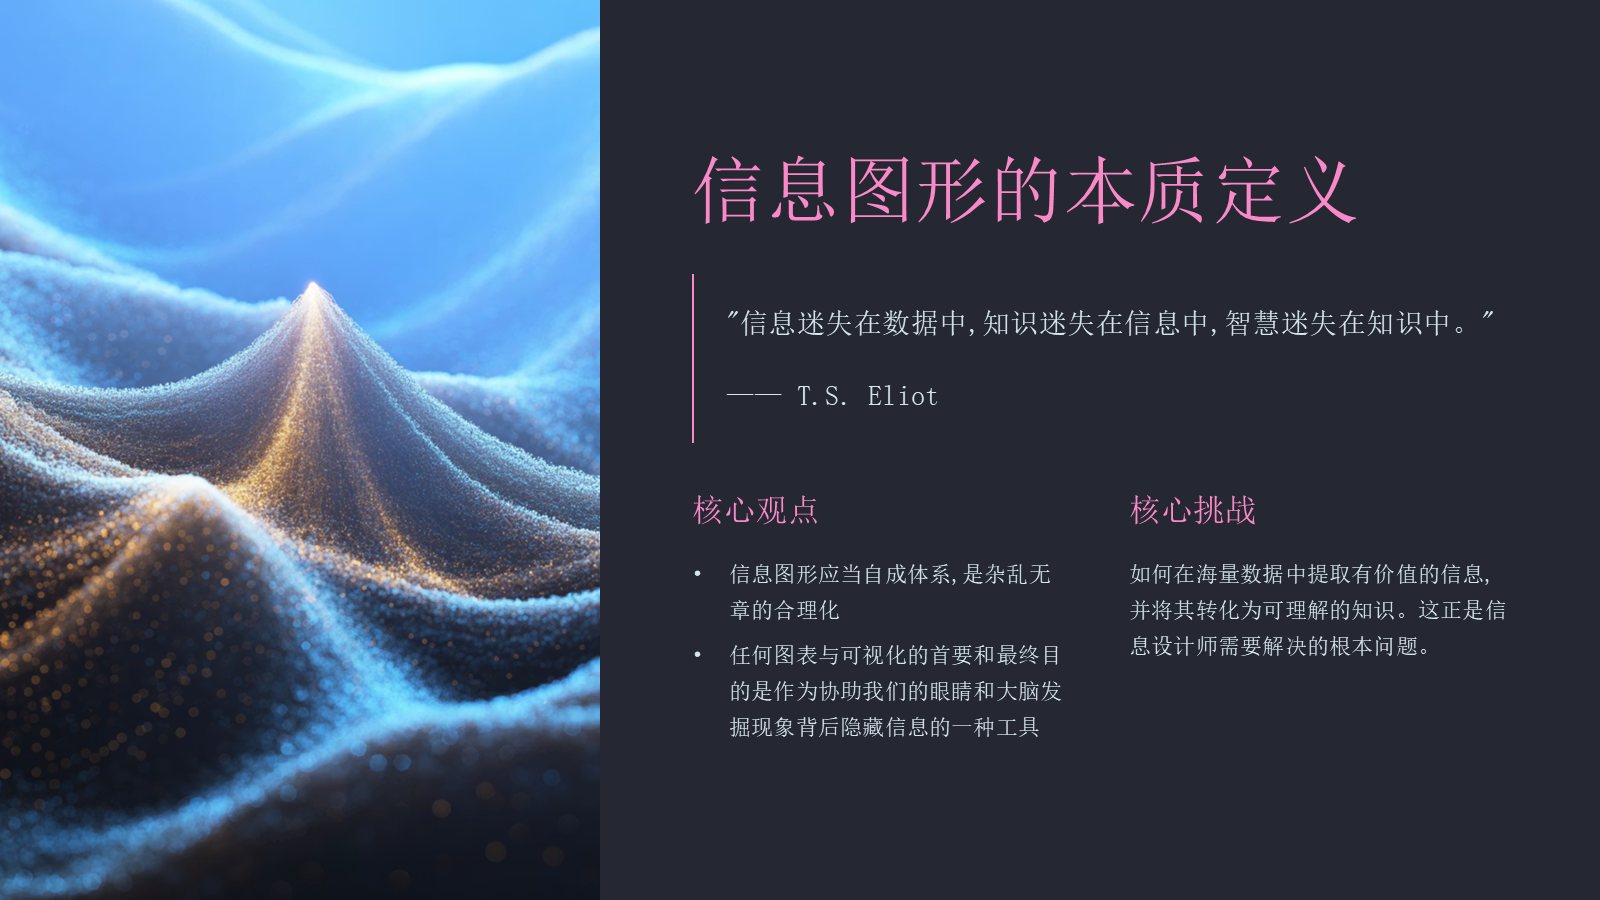 信息图形的本质定义
"信息迷失在数据中,知识迷失在信息中,智慧迷失在知识中。"
—— T.S. Eliot
核心观点
• 信息图形应当自成体系,是杂乱无
章的合理化
• 任何图表与可视化的首要和最终目
的是作为协助我们的眼睛和大脑发
掘现象背后隐藏信息的一种工具
核心挑战
如何在海量数据中提取有价值的信息,
并将其转化为可理解的知识。这正是信
息设计师需要解决的根本问题。